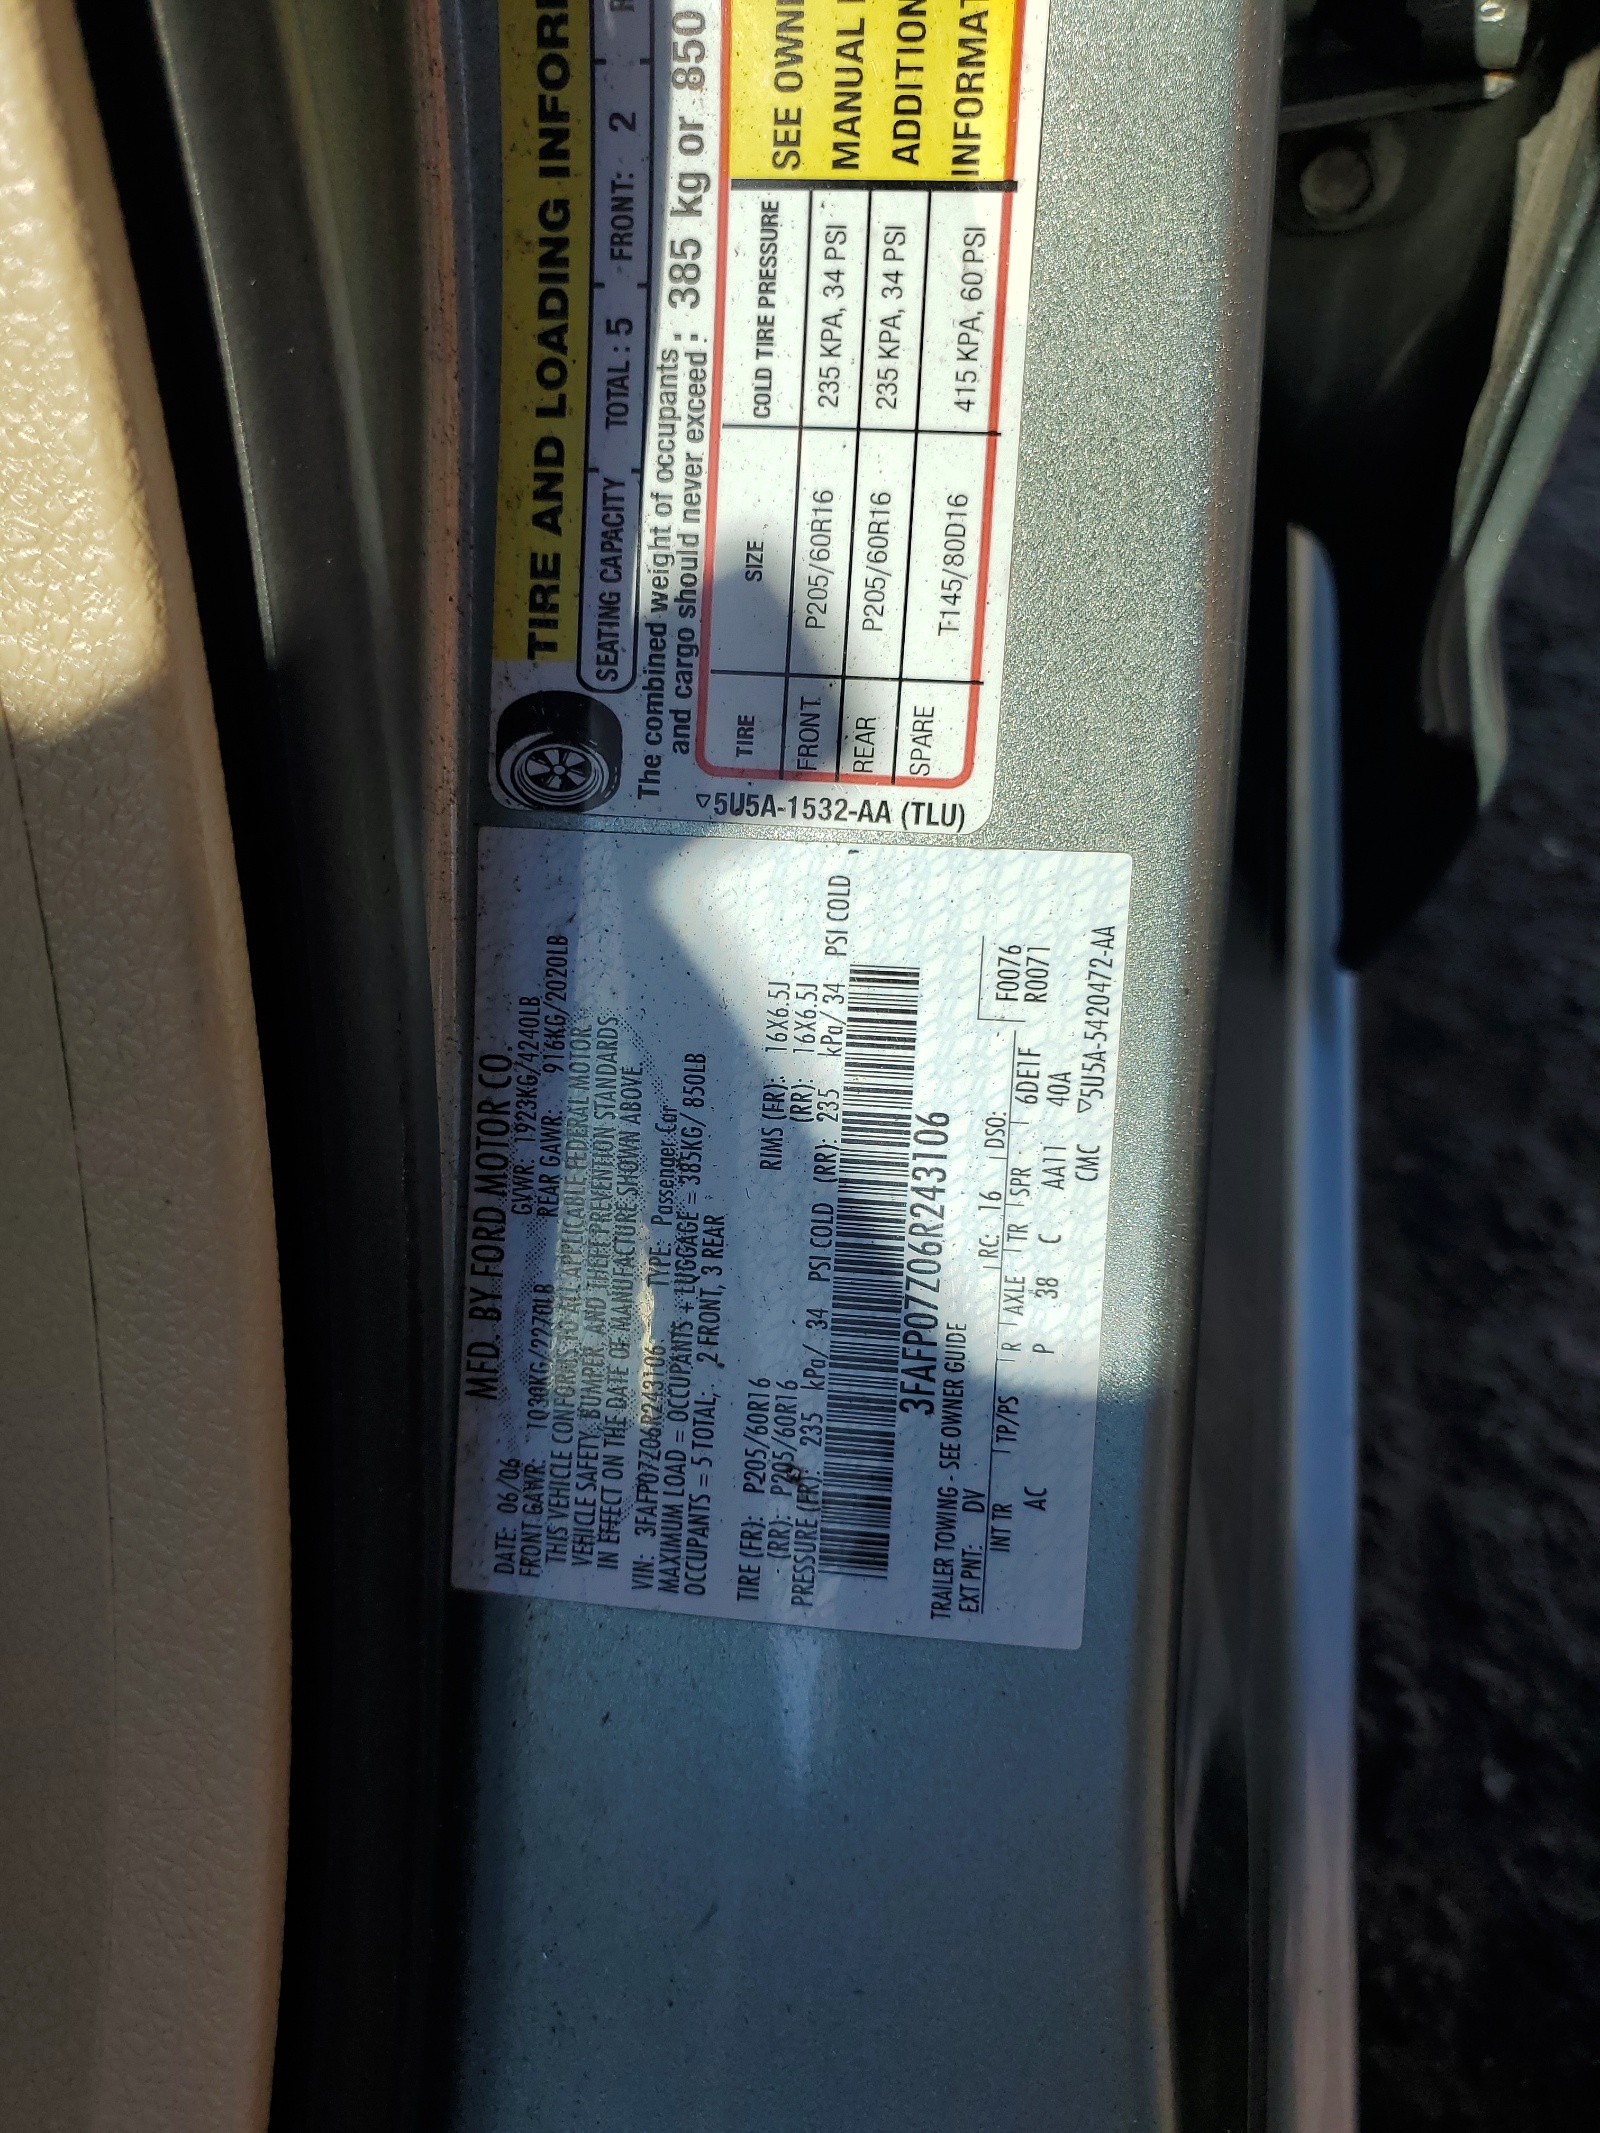 MFD. BY FORD MOTOR CO.
DATE: 06/06 GVWR: 1923KG/4240LB
FRONT GAWR: 1030KG/2270LB REAR GAWR: 916KG/2020LB
THIS VEHICLE CONFORMS TO ALL APPLICABLE FEDERAL MOTOR
VEHICLE SAFETY, BUMPER, AND THEFT PREVENTION STANDARDS
IN EFFECT ON THE DATE OF MANUFACTURE SHOWN ABOVE
VIN: 3FAFP07Z06R243106 TYPE: Passenger Car
MAXIMUM LOAD = OCCUPANTS + LUGGAGE = 385KG/ 850LB
OCCUPANTS = 5 TOTAL, 2 FRONT, 3 REAR
TIRE (FR): P205/60R16 RIMS (FR): 16X6.5J
(RR): P205/60R16 (RR): 16X6.5J
PRESSURE (FR): 235 kPa/ 34 PSI COLD (RR): 235 kPa/ 34 PSI COLD
3FAFP07Z06R243106
TRAILER TOWING - SEE OWNER GUIDE
EXT PNT: DV RC: 16 DSO: F0076
INT TR TP/PS R AXLE TR SPR 6DE1F R0071
AC P 38 C AA11 40A
CMC ▽5U5A-5420472-AA
TIRE AND LOADING INFOR
SEATING CAPACITY TOTAL: 5 FRONT: 2 R
The combined weight of occupants
and cargo should never exceed: 385 kg or 850
TIRE SIZE COLD TIRE PRESSURE SEE OWN
FRONT P205/60R16 235 KPA, 34 PSI MANUAL
REAR P205/60R16 235 KPA, 34 PSI ADDITION
SPARE T145/80D16 415 KPA, 60 PSI INFORMAT
▽5U5A-1532-AA (TLU)